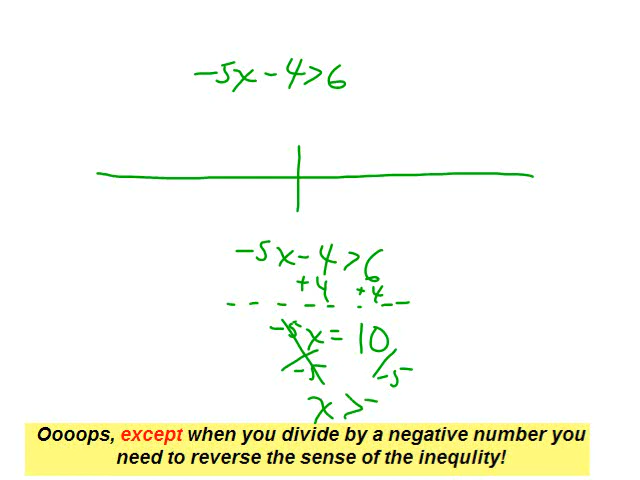 -5x - 4 > 6
-5x - 4 > 6
+4 +4
-5x = 10
-5 /-5
x > -
Oooops, except when you divide by a negative number you
need to reverse the sense of the inequlity!